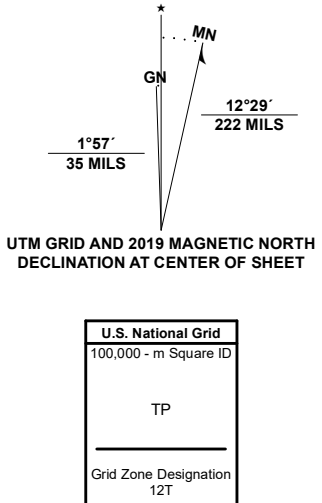 ★
MN
GN
12°29´
222 MILS
1°57´
35 MILS
UTM GRID AND 2019 MAGNETIC NORTH
DECLINATION AT CENTER OF SHEET
U.S. National Grid
100,000 - m Square ID
TP
Grid Zone Designation
12T